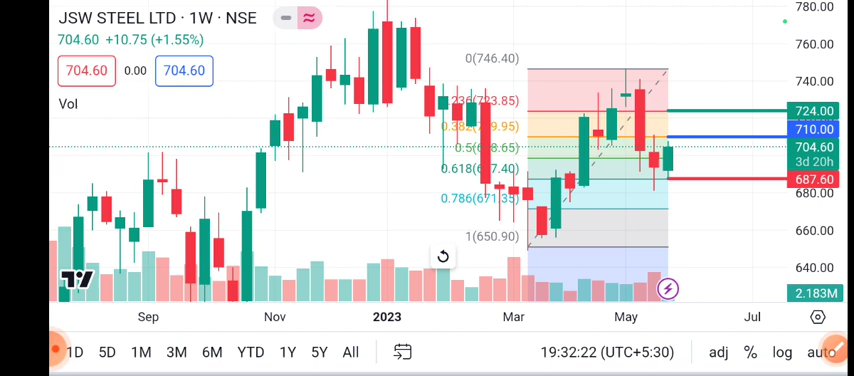 JSW STEEL LTD · 1W · NSE
704.60 +10.75 (+1.55%)
704.60 0.00 704.60
Vol
0(746.40)
0.236(723.85)
0.618(687.40)
0.786(671.35)
1(650.90)
780.00
760.00
740.00
724.00
710.00
704.60
3d 20h
687.60
680.00
660.00
640.00
2.183M
Sep Nov 2023 Mar May Jul
1D 5D 1M 3M 6M YTD 1Y 5Y All 19:32:22 (UTC+5:30) adj % log auto